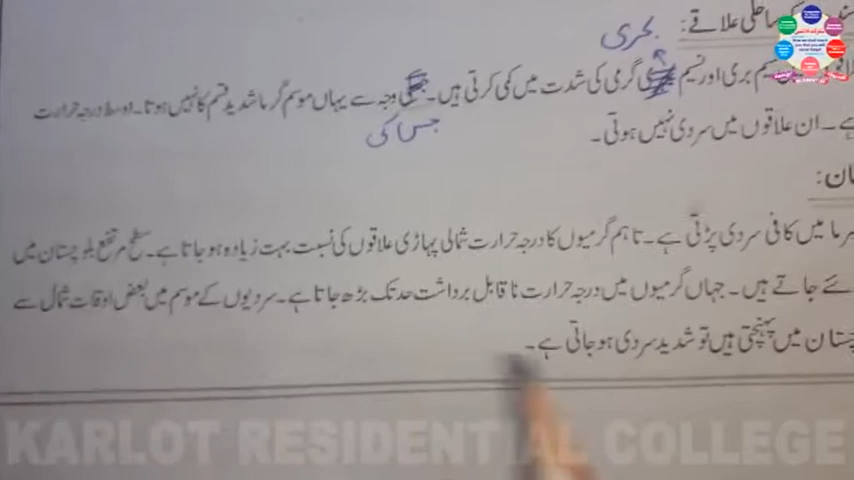 ساحلی علاقے:
بحری
نسیم بری اور نسیم گرمی کی شدت میں کمی کرتی ہیں۔ وجہ سے یہاں موسم گرما شدید قسم کا نہیں ہوتا۔ اوسط درجہ حرارت
جس کی
ہے۔ ان علاقوں میں سردی نہیں ہوتی۔
میں کافی سردی پڑتی ہے۔ تاہم گرمیوں کا درجہ حرارت شمالی پہاڑی علاقوں کی نسبت بہت زیادہ ہو جاتا ہے۔ سطح مرتفع بلوچستان میں
جاتے ہیں۔ جہاں گرمیوں میں درجہ حرارت ناقابل برداشت حد تک بڑھ جاتا ہے۔ سردیوں کے موسم میں بعض اوقات شمال سے
میں پہنچتی ہیں تو شدید سردی ہو جاتی ہے۔
KARLOT RESIDENTIAL COLLEGE